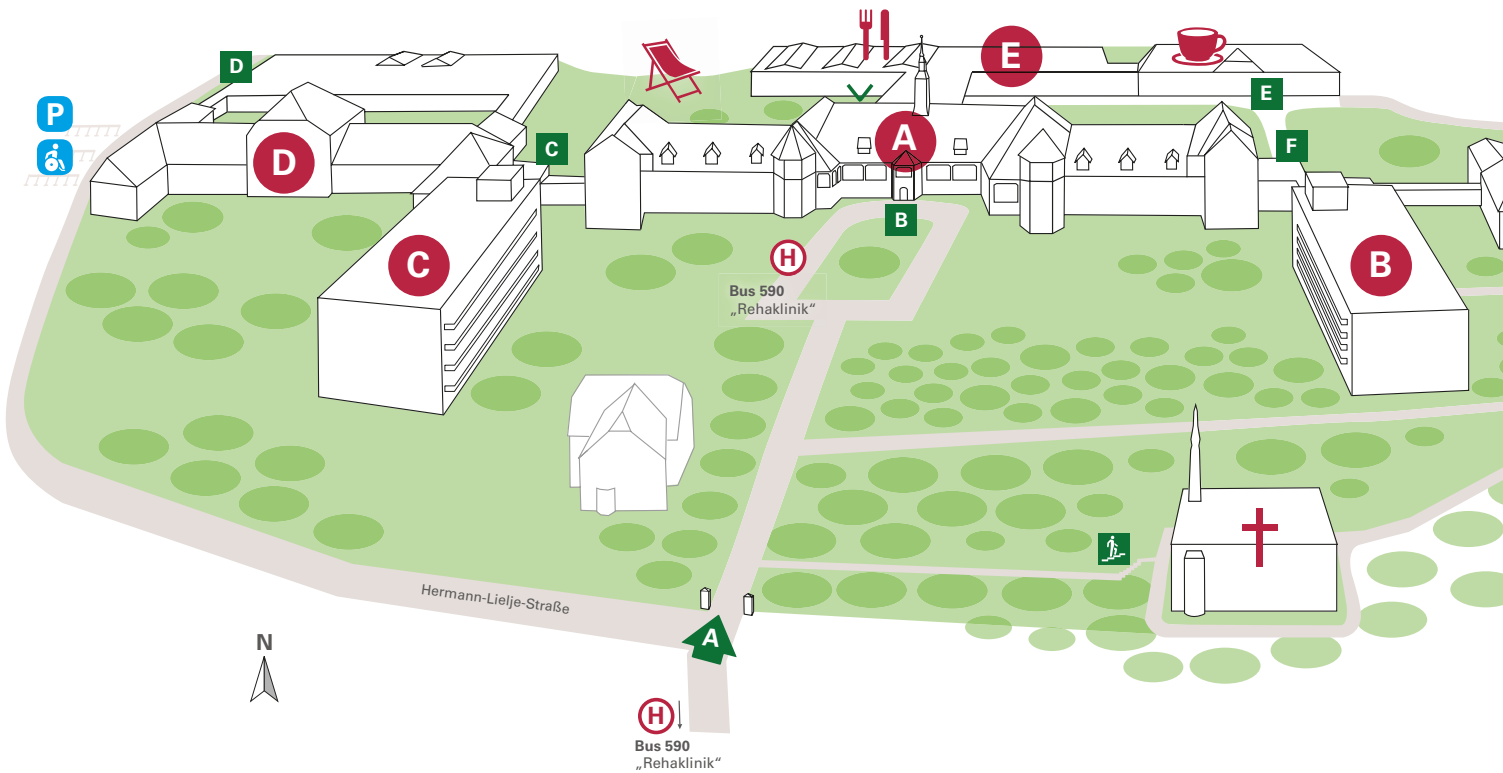 D
E
P
E
A
C
F
D
B
C
H
B
Bus 590
„Rehaklinik“
Hermann-Lielje-Straße
A
N
H
Bus 590
„Rehaklinik“